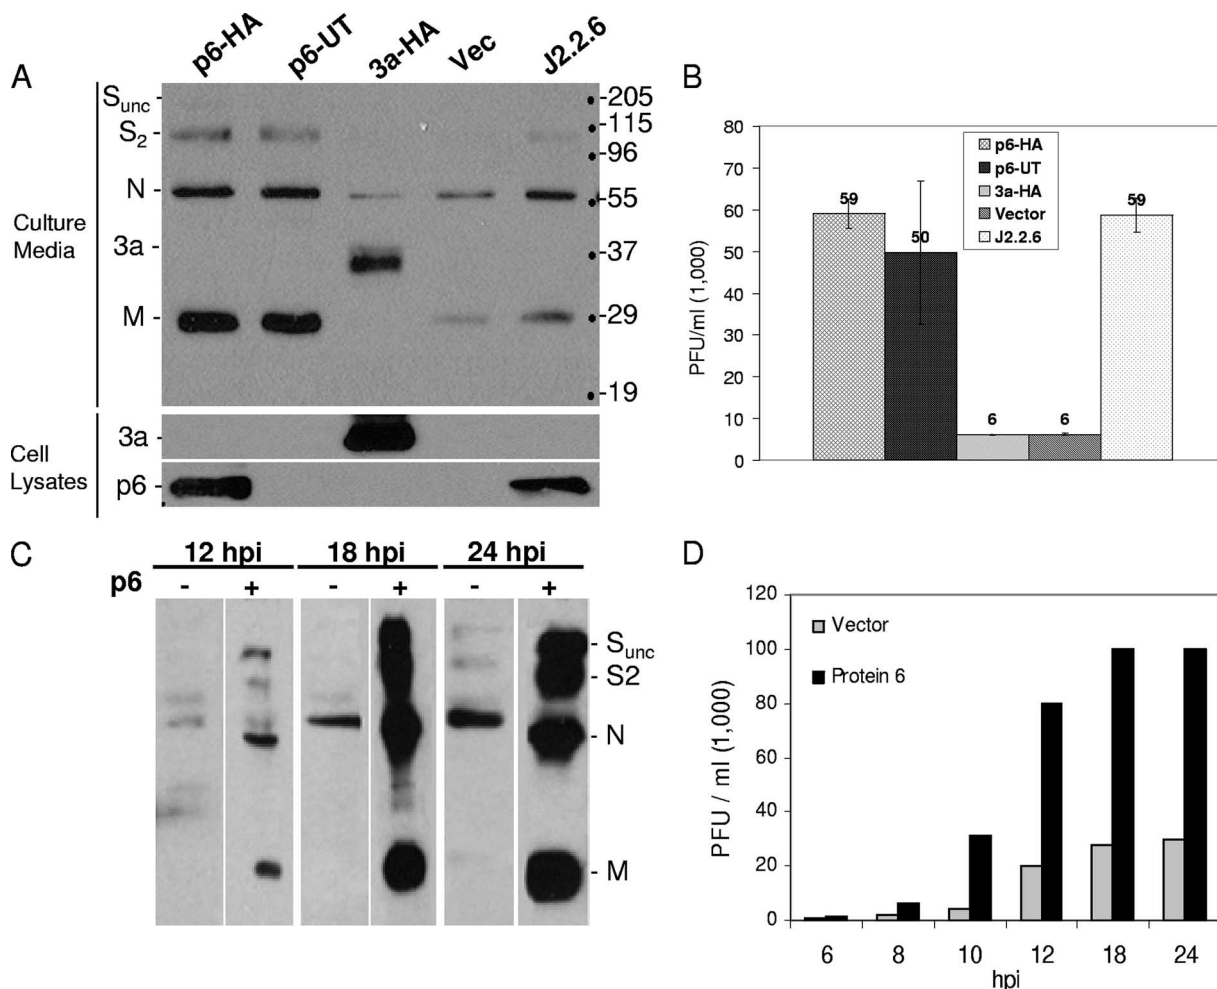 A
p6-HA
p6-UT
3a-HA
Vec
J2.2.6
Culture
Media
Sunc -
S2 -
N -
3a -
M -
-205
-115
-96
-55
-37
-29
-19
Cell
Lysates
3a -
p6 -
B
PFU/ml (1,000)
80
70
60
50
40
30
20
10
0
p6-HA
p6-UT
3a-HA
Vector
J2.2.6
59
50
6
6
59
C
12 hpi
18 hpi
24 hpi
p6
- + - + - +
- Sunc
- S2
- N
- M
D
PFU / ml (1,000)
120
100
80
60
40
20
0
Vector
Protein 6
6 8 10 12 18 24
hpi